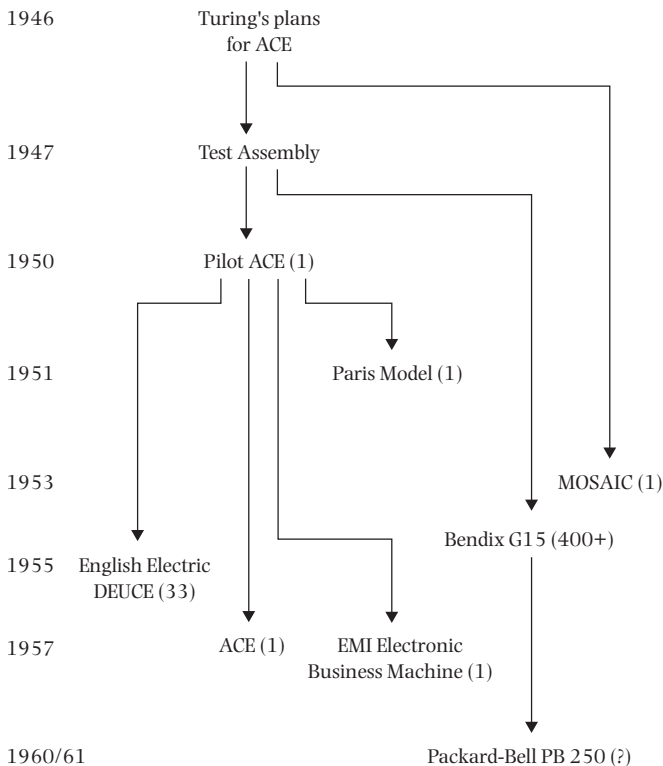 1946 Turing's plans
for ACE
1947 Test Assembly
1950 Pilot ACE (1)
1951 Paris Model (1)
1953 MOSAIC (1)
Bendix G15 (400+)
1955 English Electric
DEUCE (33)
1957 ACE (1) EMI Electronic
Business Machine (1)
1960/61 Packard-Bell PB 250 (?)